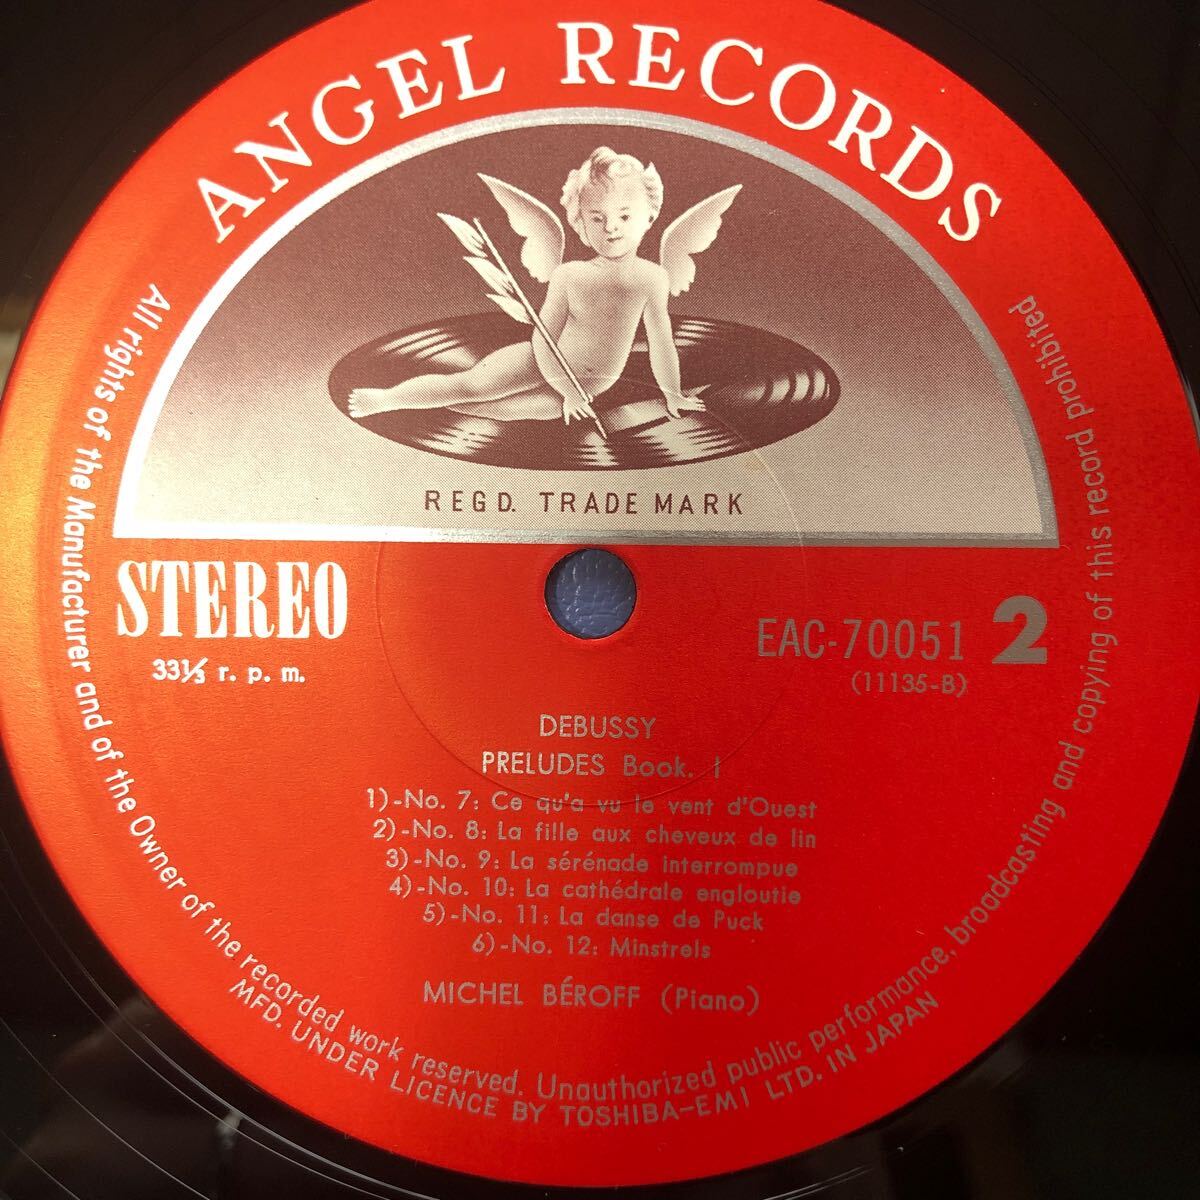 ANGEL RECORDS
REGD. TRADE MARK
STEREO
33⅓ r. p. m.
EAC-70051 2
(11135-B)
DEBUSSY
PRELUDES Book. I
1)-No. 7: Ce qu'a vu le vent d'Ouest
2)-No. 8: La fille aux cheveux de lin
3)-No. 9: La sérénade interrompue
4)-No. 10: La cathédrale engloutie
5)-No. 11: La danse de Puck
6)-No. 12: Minstrels
MICHEL BÉROFF (Piano)
All rights of the Manufacturer and of the Owner of the recorded work reserved. Unauthorized public performance, broadcasting and copying of this record prohibited
MFD. UNDER LICENCE BY TOSHIBA-EMI LTD. IN JAPAN